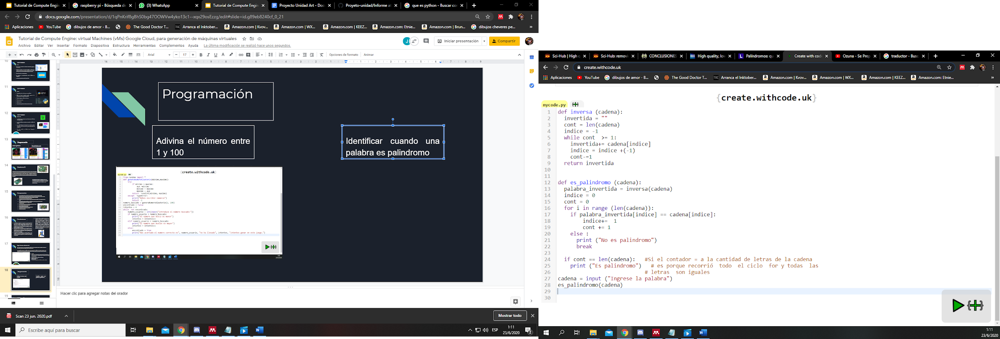 Tutorial de Compute Engin
raspberry pi - Búsqueda de
(3) WhatsApp
Tutorial de Compute Engin
Proyecto Unidad Art - Doc
Proyeto-unidad/Informe a
que es python - Buscar co
docs.google.com/presentation/d/1qPnKrif8gBhS0bg47OOWVw4yko13c1--xqx29osEzzg/edit#slide=id.g89eb8240cf_0_21
Aplicaciones
YouTube
dibujos de amor - B...
The Good Doctor T...
Arranca el Inktober...
Amazon.com | Kvov...
Amazon.com | WX...
Amazon.com | KEEZ...
Amazon.com: Etnie...
Amazon.com | Brun...
dibujos cheveres pe...
Tutorial de Compute Engine: virtual Machines (vMs) Google Cloud, para generación de máquinas virtuales
Archivo Editar Ver Insertar Formato Diapositiva Estructura Herramientas Complementos Ayuda La última modificación se realizó hace unos segundos.
J
Iniciar presentación
Compartir
Arial
17
Opciones de formato
Animar
10
11
12
13
14
15
16
17
18
19
Programación
Adivina el número entre
1 y 100
Identificar cuando una
palabra es palindromo
create.withcode.uk
mycode.py
from random import *
def generaNumeroAleatorio(minimo,maximo):
try:
if minimo > maximo:
aux =minimo
minimo = maximo
maximo = aux
return randint(minimo, maximo)
except TypeError:
print("Debes escribir números")
return -1
numero_buscado = generaNumeroAleatorio(1, 100)
encontrado = False
intentos = 0
while not encontrado:
numero_usuario = int(input("introduce el número buscado:"))
if numero_usuario > numero_buscado:
print("El numero que busca es menor")
intentos = intentos+1
elif numero_usuario < numero_buscado:
print("El numero que buscas es mayor")
intentos = intentos+1
else:
encontrado = true
print("Has acertado el numero correcto es", numero_usuario, "te ha llevado", intentos, "intentos ganar en este juego.")
Hacer clic para agregar notas del orador
Scan 23 jun. 2020.pdf
Mostrar todo
Escribe aquí para buscar
ESP
1:11
23/6/2020
2
Sci-Hub | High q
Sci-Hub: removi
CONCLUSIONES
High quality, low
Palíndromos: qu
Create with code
Ozuna - Se Prep
traductor - Busc
create.withcode.uk
Aplicaciones
YouTube
dibujos de amor - B...
The Good Doctor T...
Arranca el Inktober...
Amazon.com | Kvov...
Amazon.com | WX...
Amazon.com | KEEZ...
Amazon.com: Etnie...
{create.withcode.uk}
mycode.py
1 def inversa (cadena):
2 invertida = ""
3 cont = len(cadena)
4 indice = -1
5 while cont >= 1:
6 invertida+= cadena[indice]
7 indice = indice +(-1)
8 cont-=1
9 return invertida
10
11
12 def es_palindromo (cadena):
13 palabra_invertida = inversa(cadena)
14 indice = 0
15 cont = 0
16 for i in range (len(cadena)):
17 if palabra_invertida[indice] == cadena[indice]:
18 indice+= 1
19 cont += 1
20 else :
21 print ("No es palindromo")
22 break
23
24 if cont == len(cadena): #Si el contador = a la cantidad de letras de la cadena
25 print ("Es palindromo") # es porque recorrió todo el ciclo for y todas las
26 # letras son iguales
27 cadena = input ("Ingrese la palabra")
28 es_palindromo(cadena)
29
30
1:11
23/6/2020